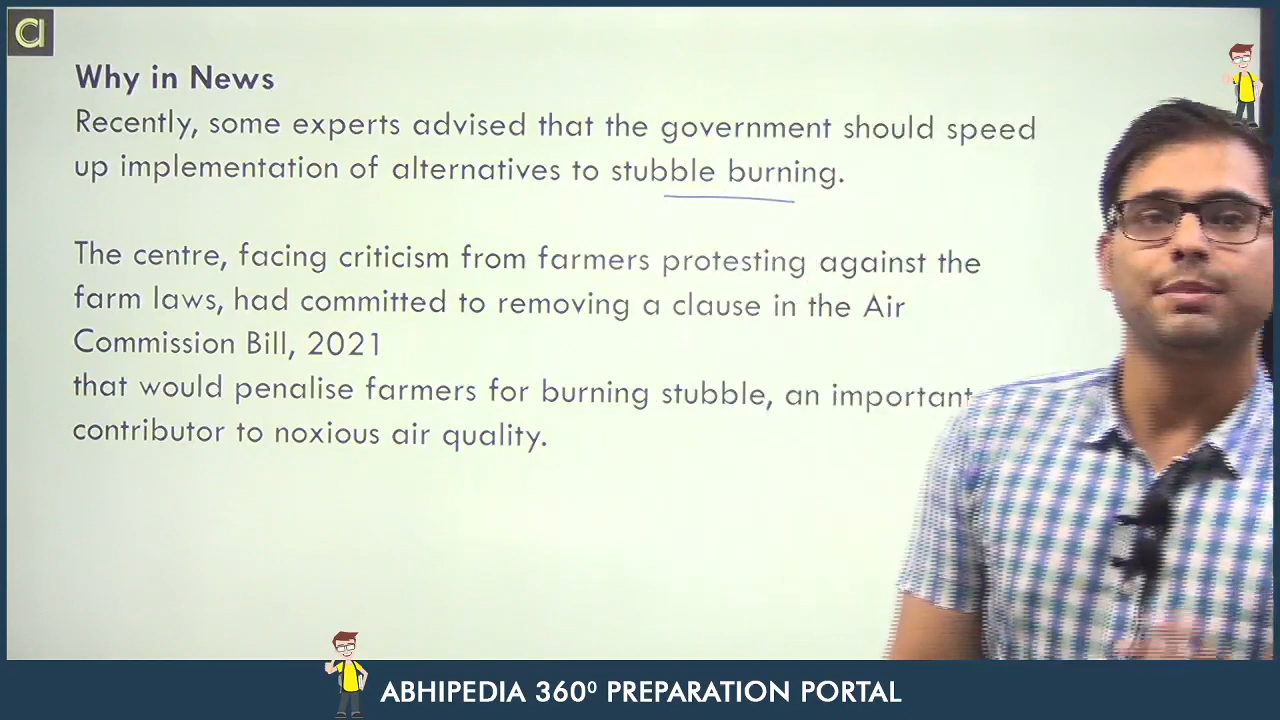 Why in News
Recently, some experts advised that the government should speed
up implementation of alternatives to stubble burning.
The centre, facing criticism from farmers protesting against the
farm laws, had committed to removing a clause in the Air
Commission Bill, 2021
that would penalise farmers for burning stubble, an important
contributor to noxious air quality.
ABHIPEDIA 360⁰ PREPARATION PORTAL